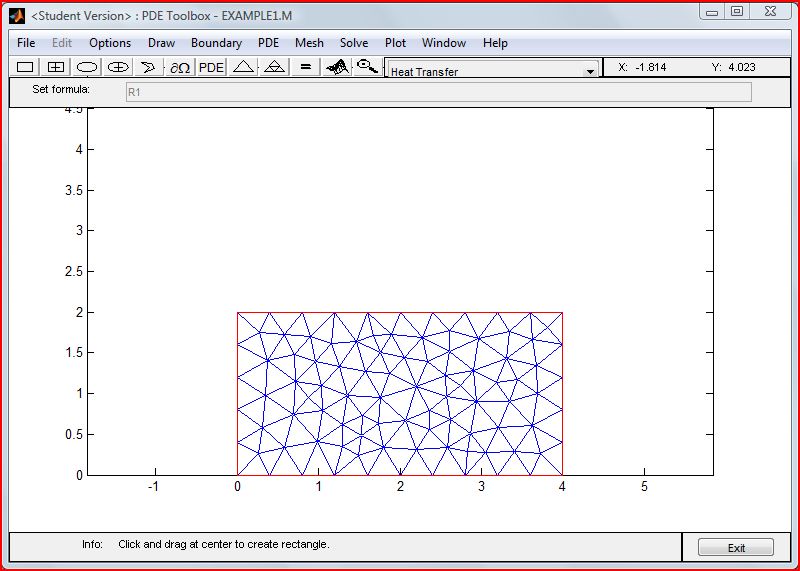 <Student Version> : PDE Toolbox - EXAMPLE1.M
File Edit Options Draw Boundary PDE Mesh Solve Plot Window Help
∂Ω PDE = Heat Transfer X: -1.814 Y: 4.023
Set formula: R1
4.5
4
3.5
3
2.5
2
1.5
1
0.5
0
-1 0 1 2 3 4 5
Info: Click and drag at center to create rectangle. Exit